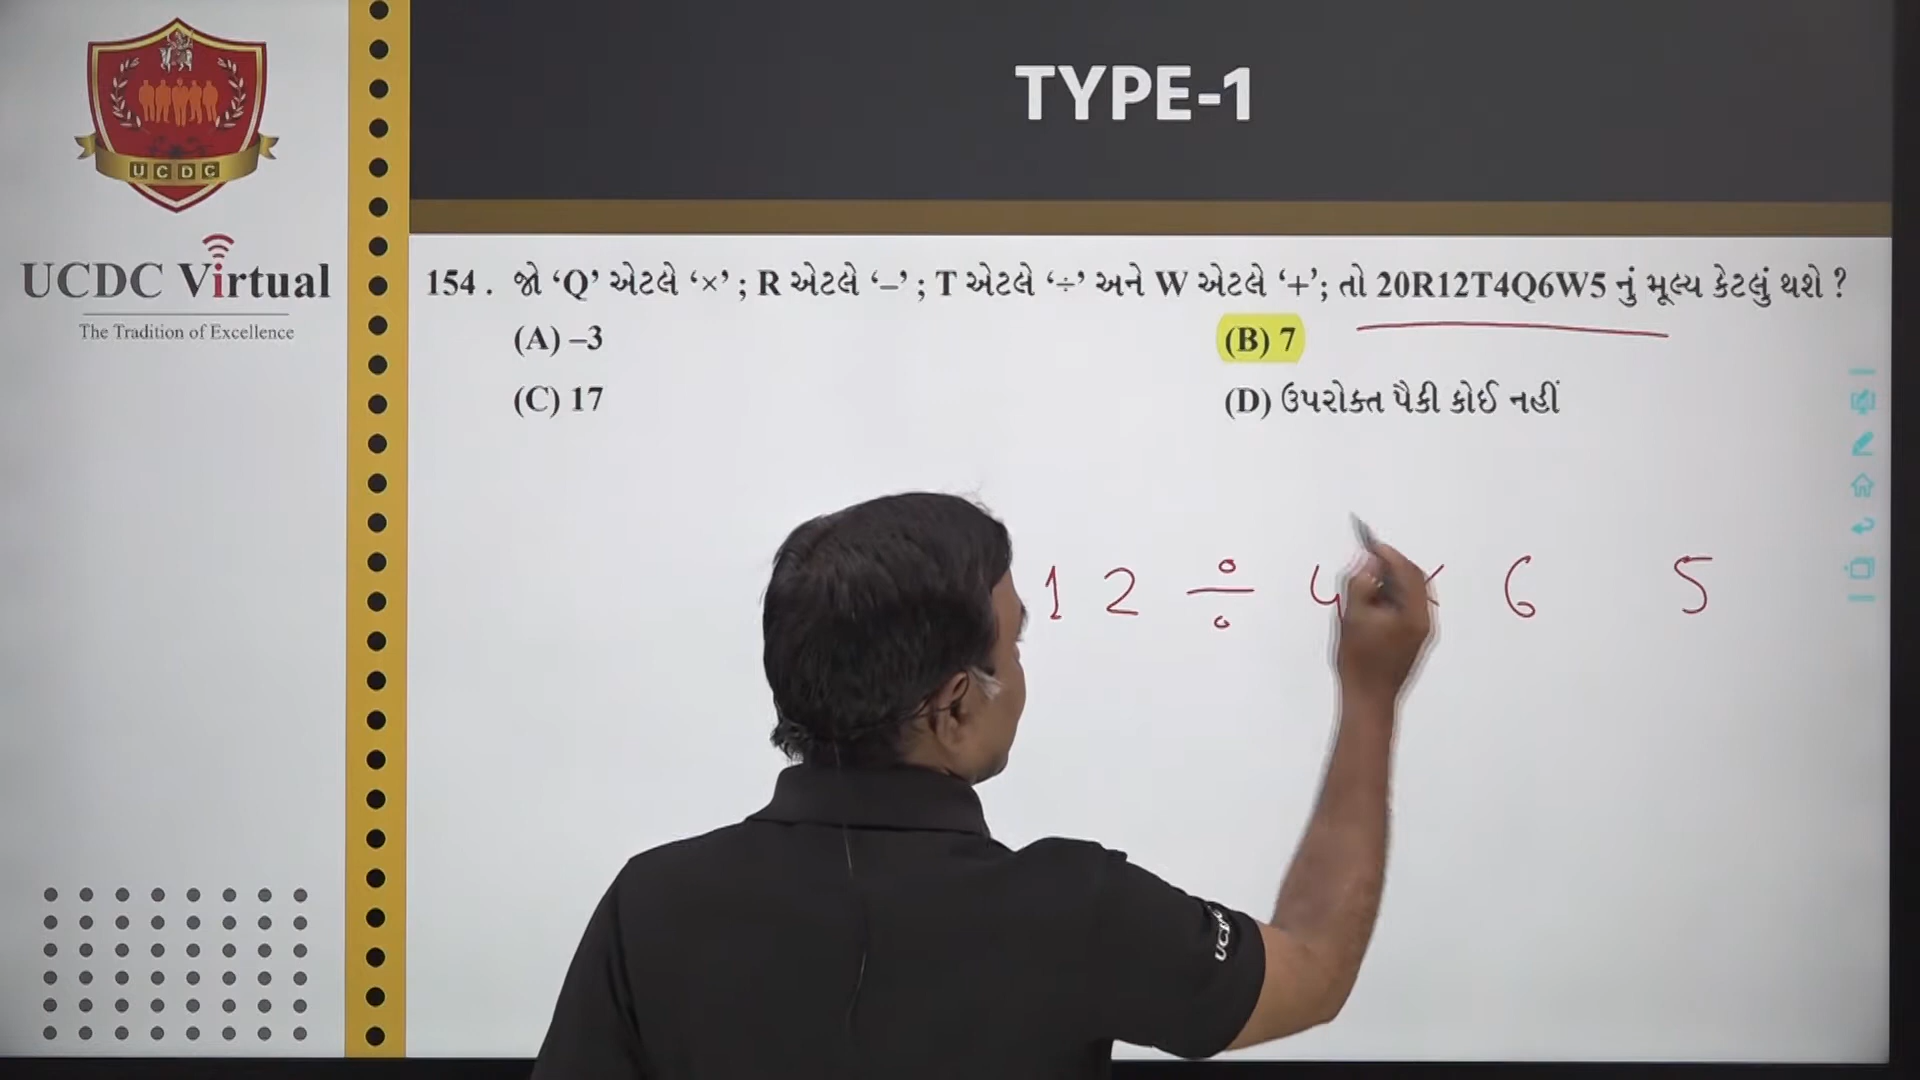 UCDC
UCDC Virtual
The Tradition of Excellence
TYPE-1
154. જો ‘Q’ એટલે ‘×’ ; R એટલે ‘–’ ; T એટલે ‘÷’ અને W એટલે ‘+’; તો 20R12T4Q6W5 નું મૂલ્ય કેટલું થશે ?
(A) –3
(B) 7
(C) 17
(D) ઉપરોક્ત પૈકી કોઈ નહીં
12 ÷ 4 × 6 5